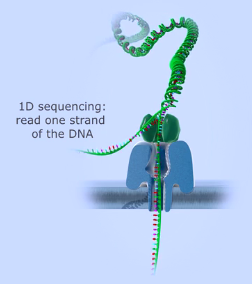 1D sequencing:
read one strand
of the DNA